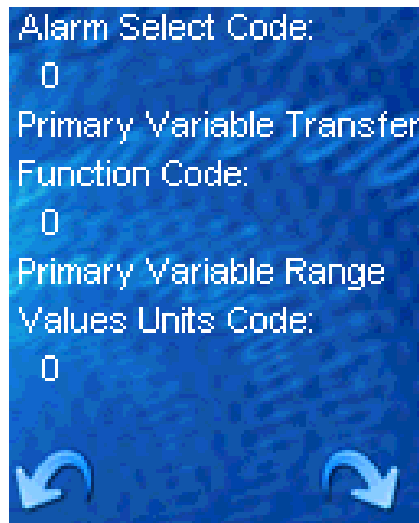 Alarm Select Code:
0
Primary Variable Transfer
Function Code:
0
Primary Variable Range
Values Units Code:
0